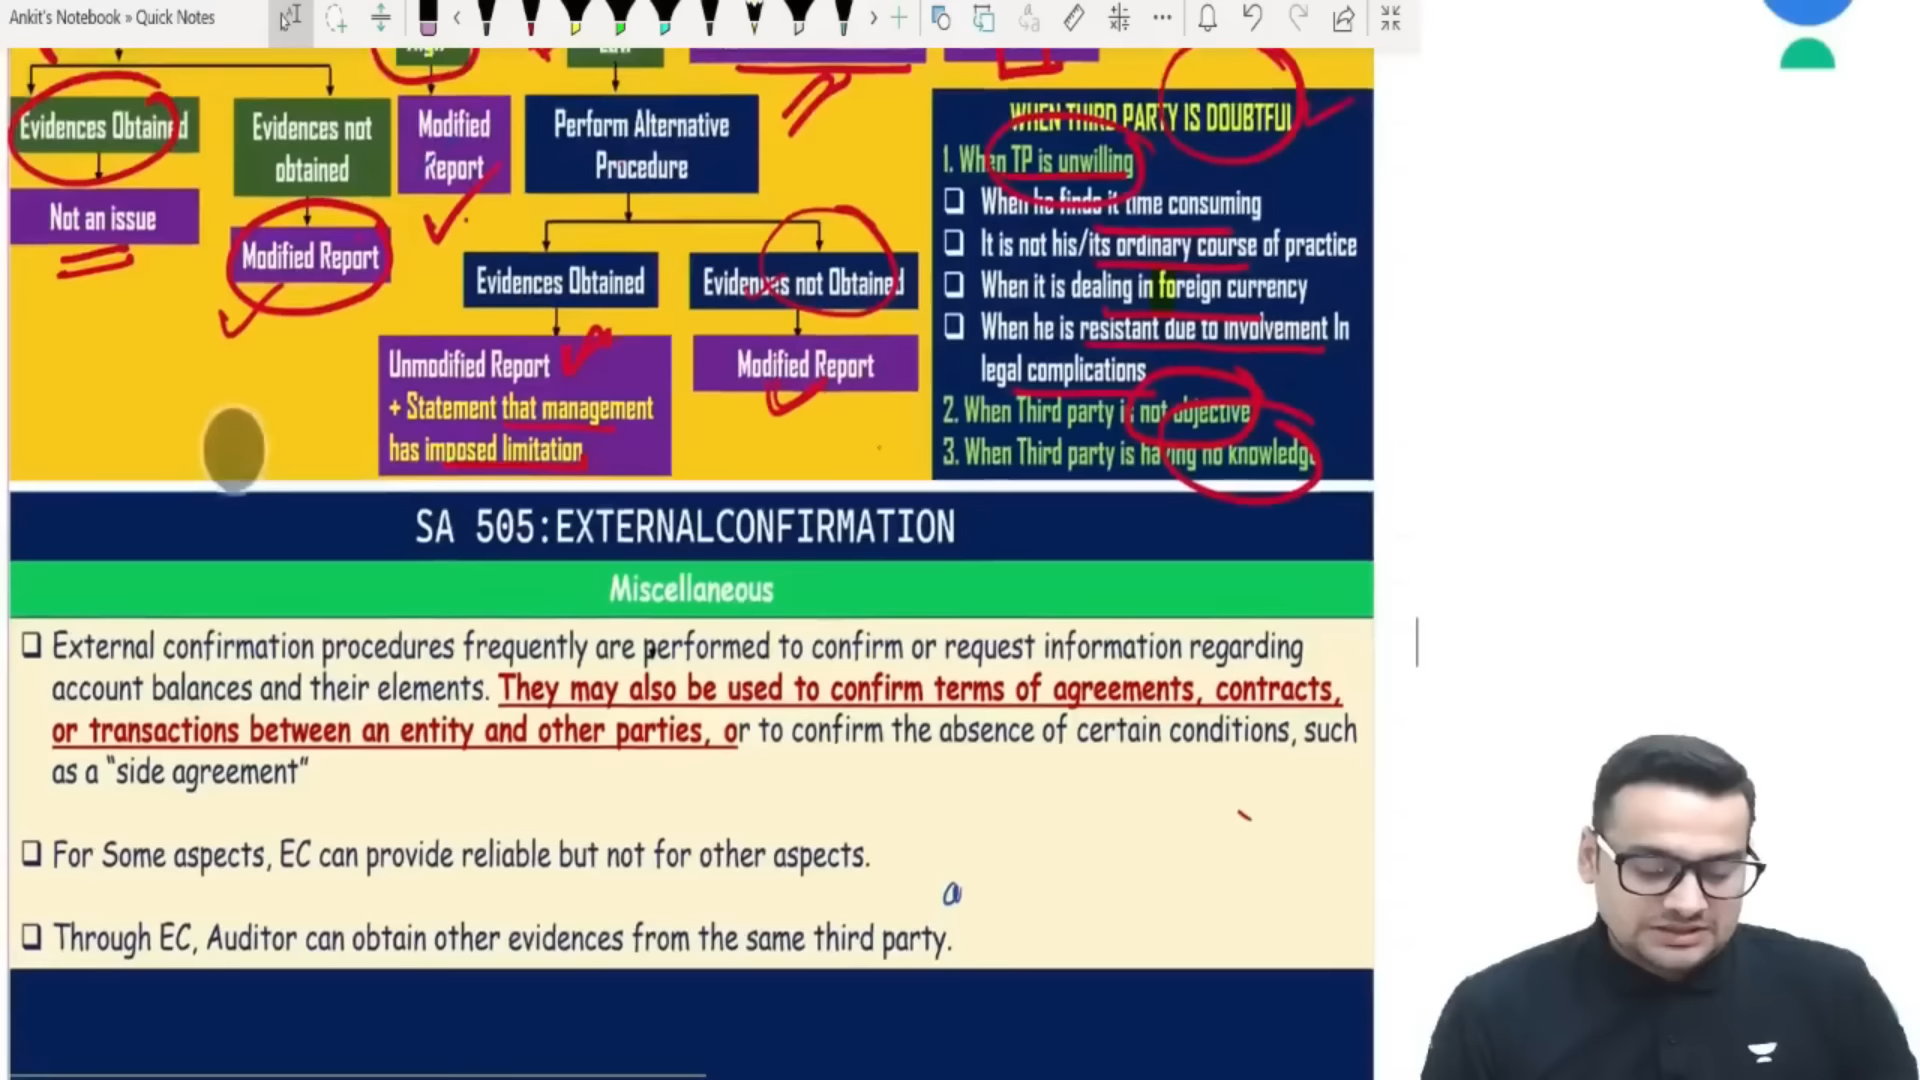 Ankit's Notebook » Quick Notes
Evidences Obtained
Evidences not
obtained
Modified
Report
Perform Alternative
Procedure
Not an issue
Modified Report
Evidences Obtained
Evidences not Obtained
Unmodified Report
+ Statement that management
has imposed limitation
Modified Report
WHEN THIRD PARTY IS DOUBTFUL
1. When TP is unwilling
❑ When he finds it time consuming
❑ It is not his/its ordinary course of practice
❑ When it is dealing in foreign currency
❑ When he is resistant due to involvement In
legal complications
2. When Third party is not objective
3. When Third party is having no knowledge
SA 505:EXTERNALCONFIRMATION
Miscellaneous
❑ External confirmation procedures frequently are performed to confirm or request information regarding
account balances and their elements. They may also be used to confirm terms of agreements, contracts,
or transactions between an entity and other parties, or to confirm the absence of certain conditions, such
as a “side agreement”
❑ For Some aspects, EC can provide reliable but not for other aspects.
a
❑ Through EC, Auditor can obtain other evidences from the same third party.